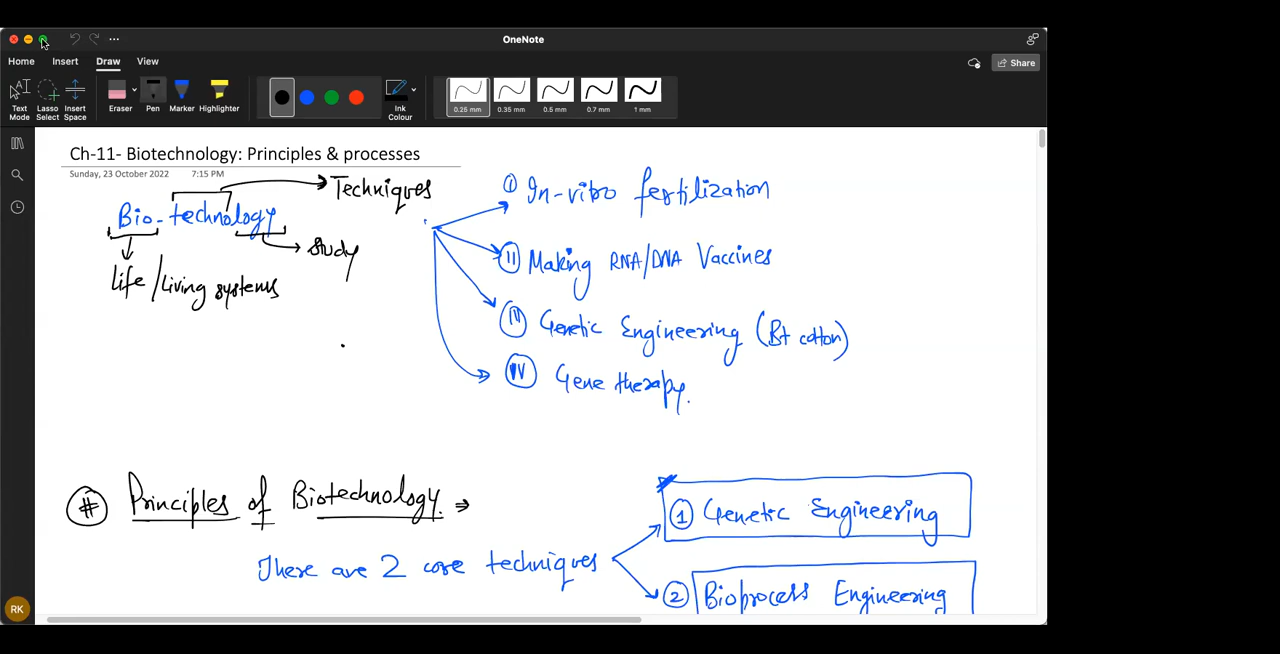 OneNote
Home Insert Draw View
Share
Text Mode
Lasso Select
Insert Space
Eraser
Pen
Marker
Highlighter
Ink Colour
0.25 mm
0.35 mm
0.5 mm
0.7 mm
1 mm
Ch-11- Biotechnology: Principles & processes
Sunday, 23 October 2022 7:15 PM
Techniques
Bio-technology
study
life/living systems
I In-vitro fertilization
II Making RNA/DNA Vaccines
Genetic Engineering (Bt cotton)
IV Gene therapy.
# Principles of Biotechnology ⇒
There are 2 core techniques
1 Genetic Engineering
2 Bioprocess Engineering
RK